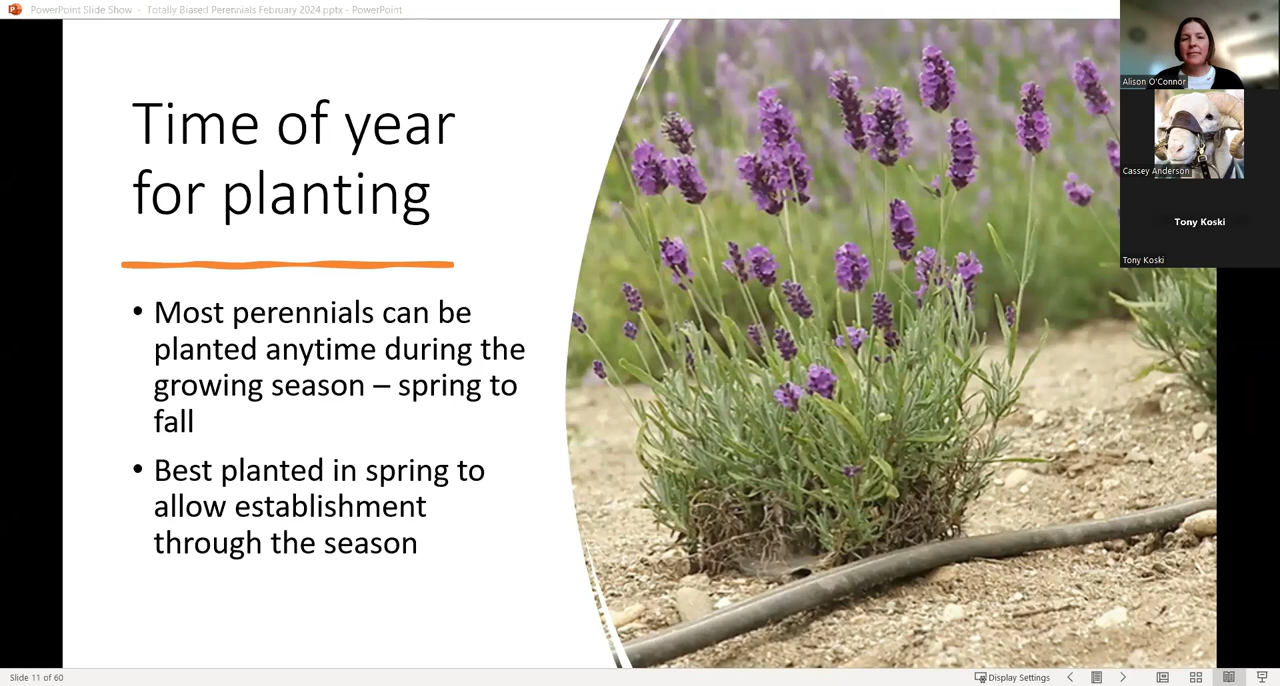 PowerPoint Slide Show - Totally Biased Perennials February 2024.pptx - PowerPoint
Alison O'Connor
Cassey Anderson
Tony Koski
Tony Koski
Time of year
for planting
• Most perennials can be
planted anytime during the
growing season – spring to
fall
• Best planted in spring to
allow establishment
through the season
Slide 11 of 60
Display Settings